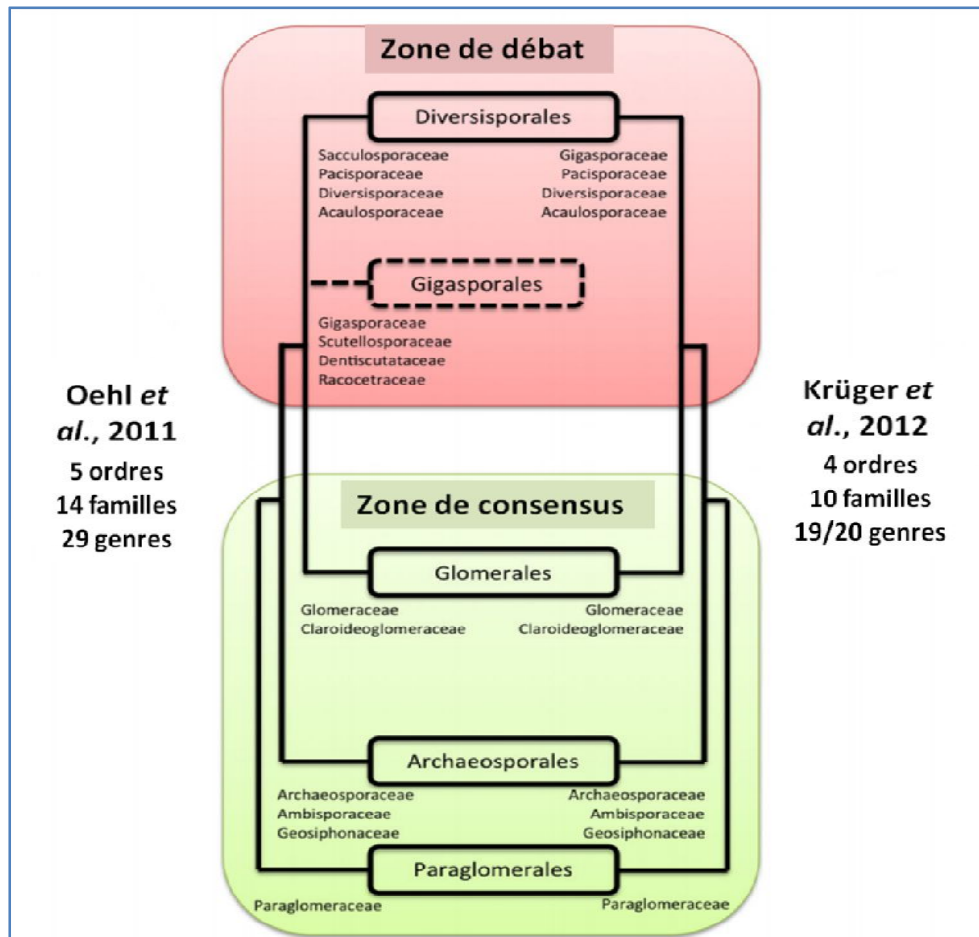 Zone de débat
Diversisporales
Sacculosporaceae
Pacisporaceae
Diversisporaceae
Acaulosporaceae
Gigasporaceae
Pacisporaceae
Diversisporaceae
Acaulosporaceae
Gigasporales
Gigasporaceae
Scutellosporaceae
Dentiscutataceae
Racocetraceae
Oehl et
al., 2011
5 ordres
14 familles
29 genres
Krüger et
al., 2012
4 ordres
10 familles
19/20 genres
Zone de consensus
Glomerales
Glomeraceae
Claroideoglomeraceae
Glomeraceae
Claroideoglomeraceae
Archaeosporales
Archaeosporaceae
Ambisporaceae
Geosiphonaceae
Archaeosporaceae
Ambisporaceae
Geosiphonaceae
Paraglomerales
Paraglomeraceae
Paraglomeraceae